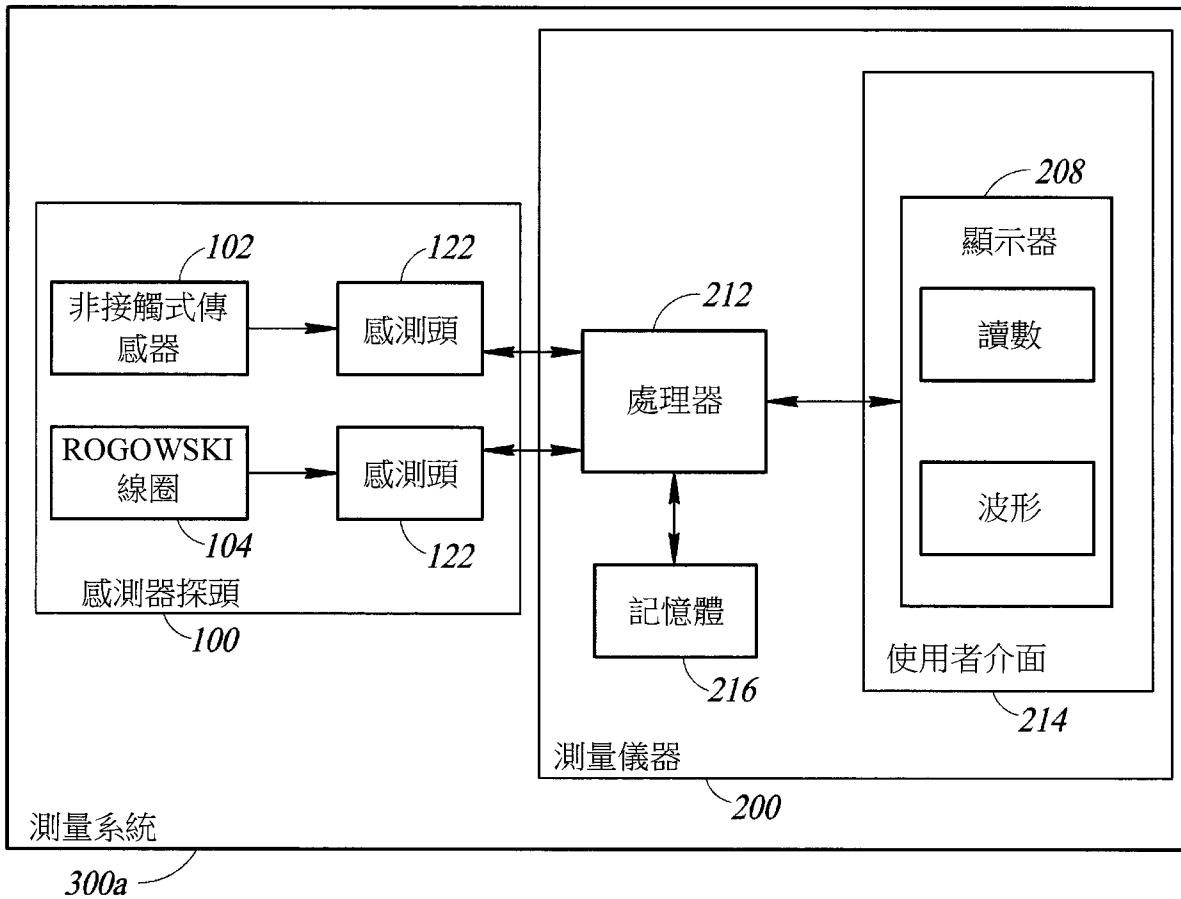 208
顯示器
102
122
212
非接觸式傳
感器
感測頭
讀數
處理器
ROGOWSKI
線圈
感測頭
波形
104
122
記憶體
感測器探頭
100
216
使用者介面
214
測量儀器
200
測量系統
300a